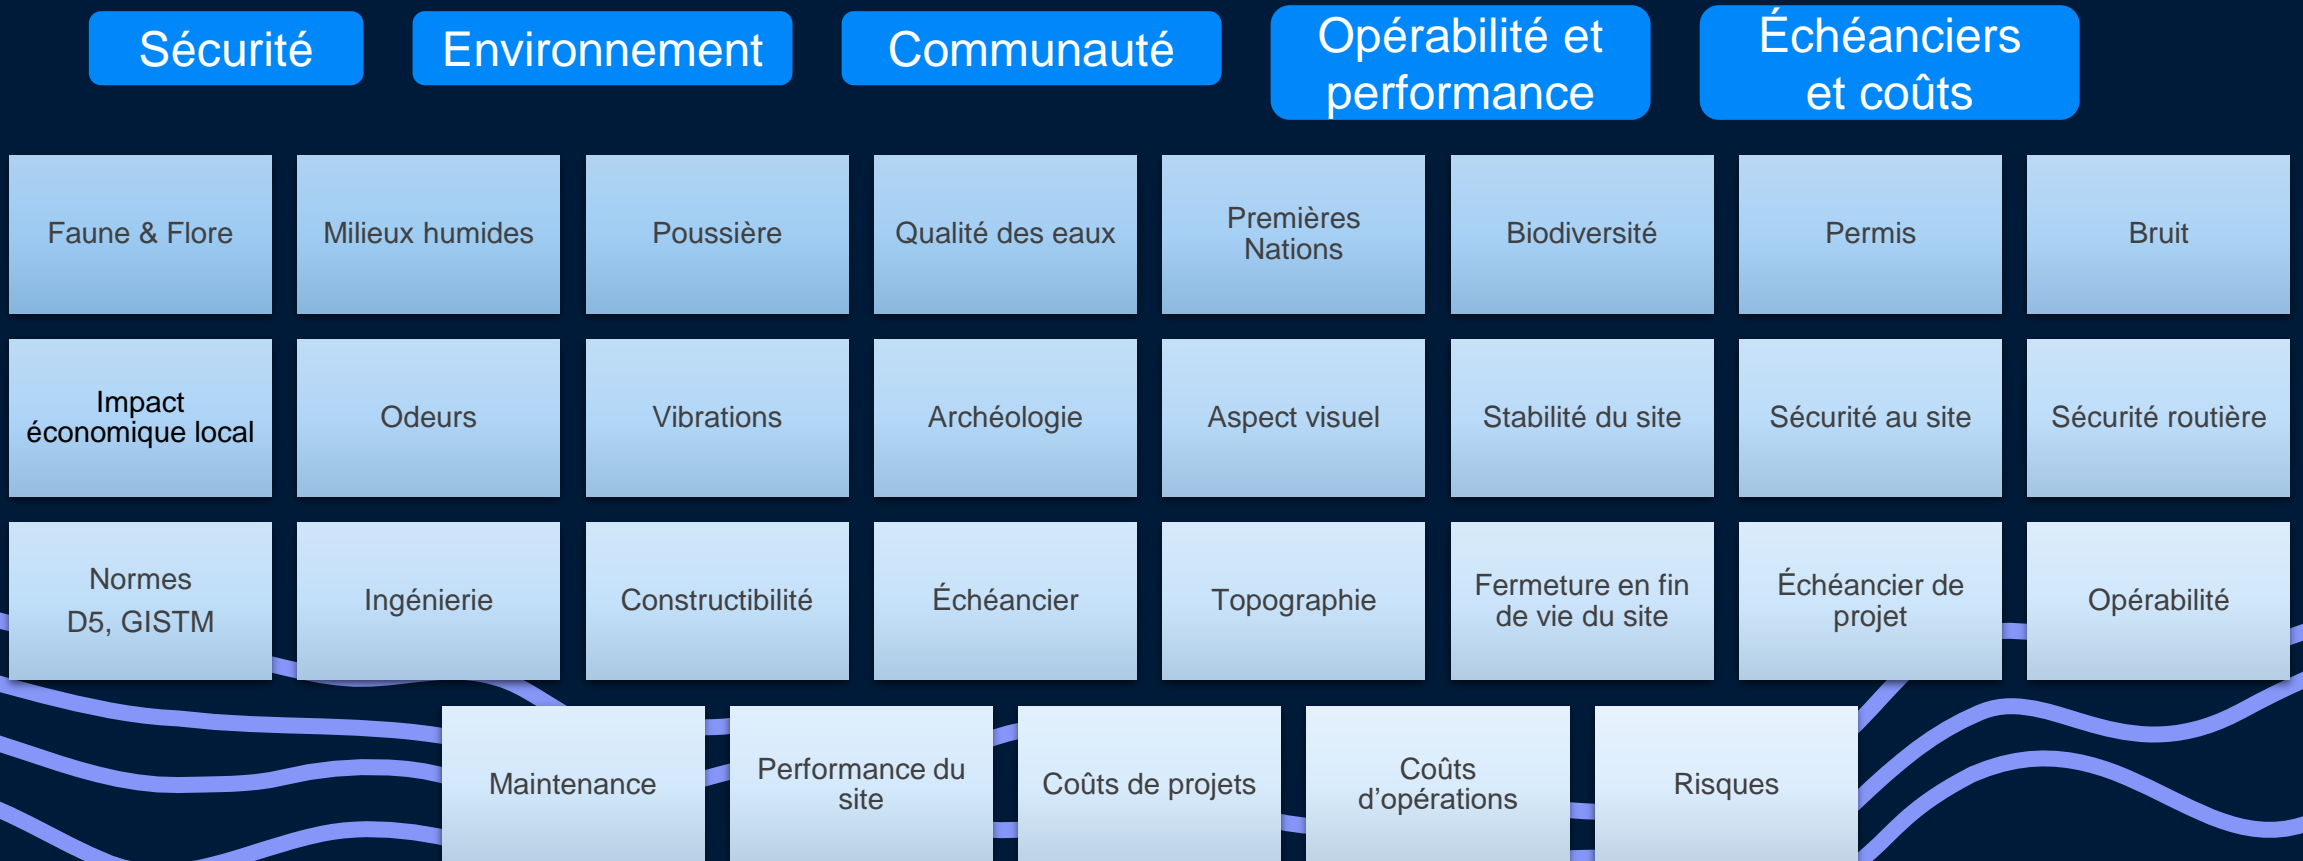 Sécurité
Environnement
Communauté
Opérabilité et
performance
Échéanciers
et coûts
Faune & Flore
Milieux humides
Poussière
Qualité des eaux
Premières
Nations
Biodiversité
Permis
Bruit
Impact
économique local
Odeurs
Vibrations
Archéologie
Aspect visuel
Stabilité du site
Sécurité au site
Sécurité routière
Normes
D5, GISTM
Ingénierie
Constructibilité
Échéancier
Topographie
Fermeture en fin
de vie du site
Échéancier de
projet
Opérabilité
Maintenance
Performance du
site
Coûts de projets
Coûts
d’opérations
Risques